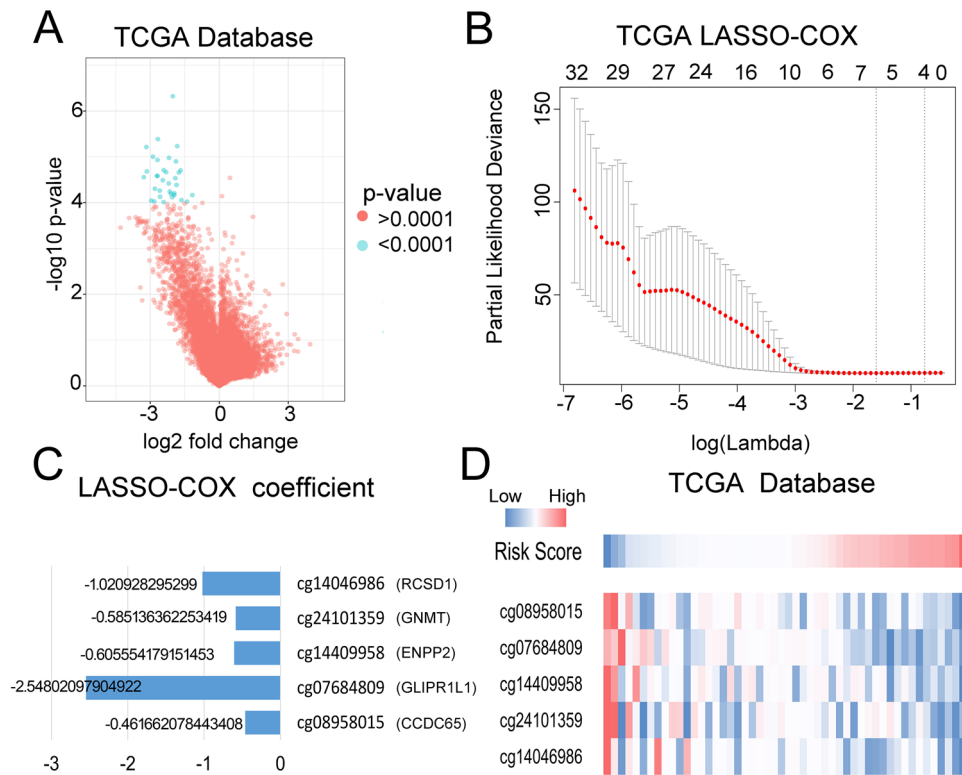 A
TCGA Database
6
4
2
0
-log10 p-value
-3
0
3
log2 fold change
p-value
>0.0001
<0.0001
B
TCGA LASSO-COX
32 29 27 24 16 10 6 7 5 4 0
150
100
50
Partial Likelihood Deviance
-7 -6 -5 -4 -3 -2 -1
log(Lambda)
C
LASSO-COX coefficient
-1.020928295299 cg14046986 (RCSD1)
-0.585136362253419 cg24101359 (GNMT)
-0.605554179151453 cg14409958 (ENPP2)
-2.54802097904922 cg07684809 (GLIPR1L1)
-0.461662078443408 cg08958015 (CCDC65)
-3 -2 -1 0
D
TCGA Database
Low High
Risk Score
cg08958015
cg07684809
cg14409958
cg24101359
cg14046986